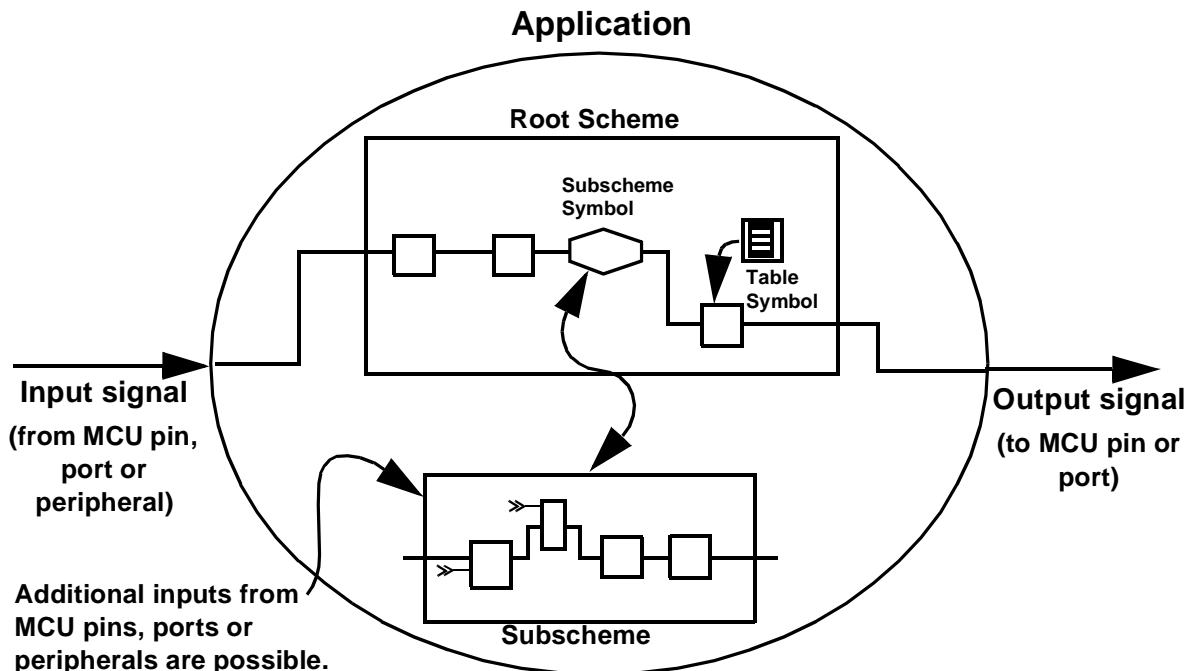 Application
Root Scheme
Subscheme
Symbol
Table
Symbol
Input signal
(from MCU pin,
port or
peripheral)
Output signal
(to MCU pin or
port)
Additional inputs from
MCU pins, ports or
peripherals are possible.
Subscheme